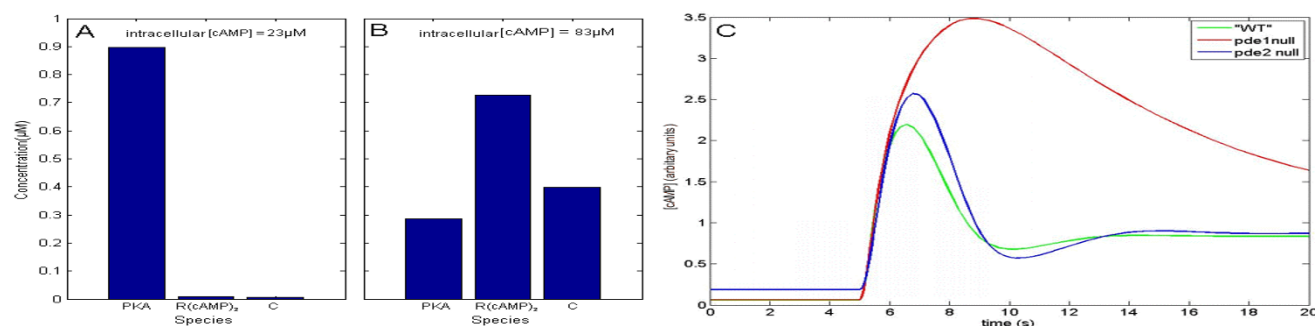 A
intracellular [cAMP] = 23µM
Concentration(µM)
1
0.9
0.8
0.7
0.6
0.5
0.4
0.3
0.2
0.1
0
PKA R(cAMP)₂ C
Species
B
intracellular [cAMP] = 83µM
PKA R(cAMP)₂ C
Species
C
"WT"
pde1null
pde2 null
[cAMP] (arbitary units)
3.5
3
2.5
2
1.5
1
0.5
0
0 2 4 6 8 10 12 14 16 18 20
time (s)